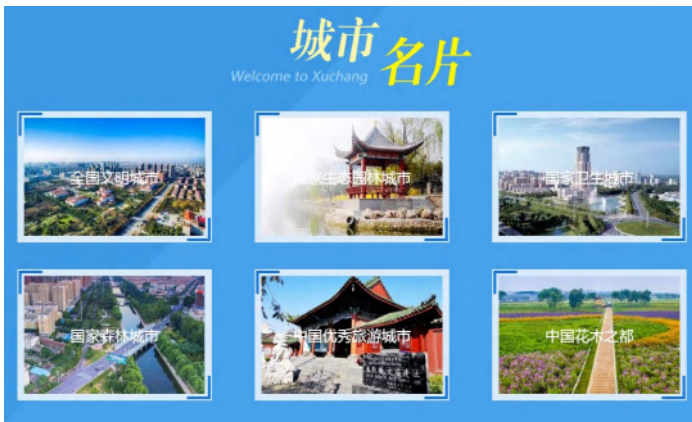 城市
名片
Welcome to Xuchang
全国文明城市
国家生态园林城市
国家卫生城市
国家森林城市
中国优秀旅游城市
中国花木之都